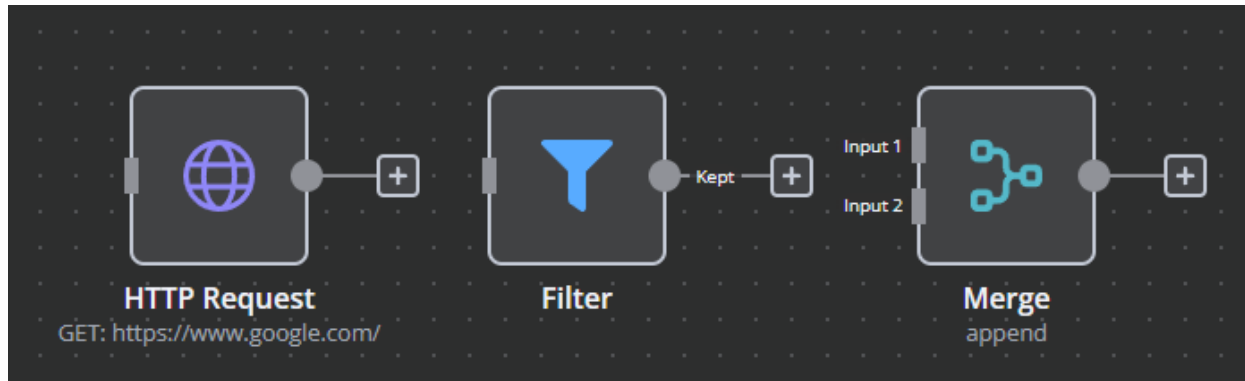 Kept
Input 1
Input 2
HTTP Request
GET: https://www.google.com/
Filter
Merge
append